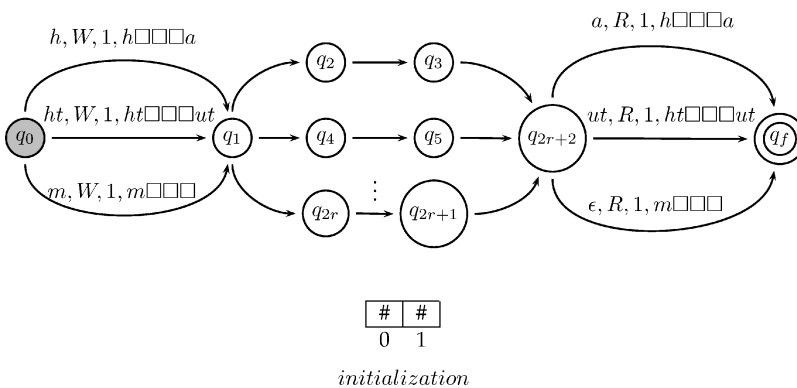 h, W, 1, h□□□a
a, R, 1, h□□□a
q2
q3
q0
ht, W, 1, ht□□□ut
q1
q4
q5
q2r+2
ut, R, 1, ht□□□ut
qf
m, W, 1, m□□□
⋮
q2r
q2r+1
ϵ, R, 1, m□□□
# #
0 1
initialization